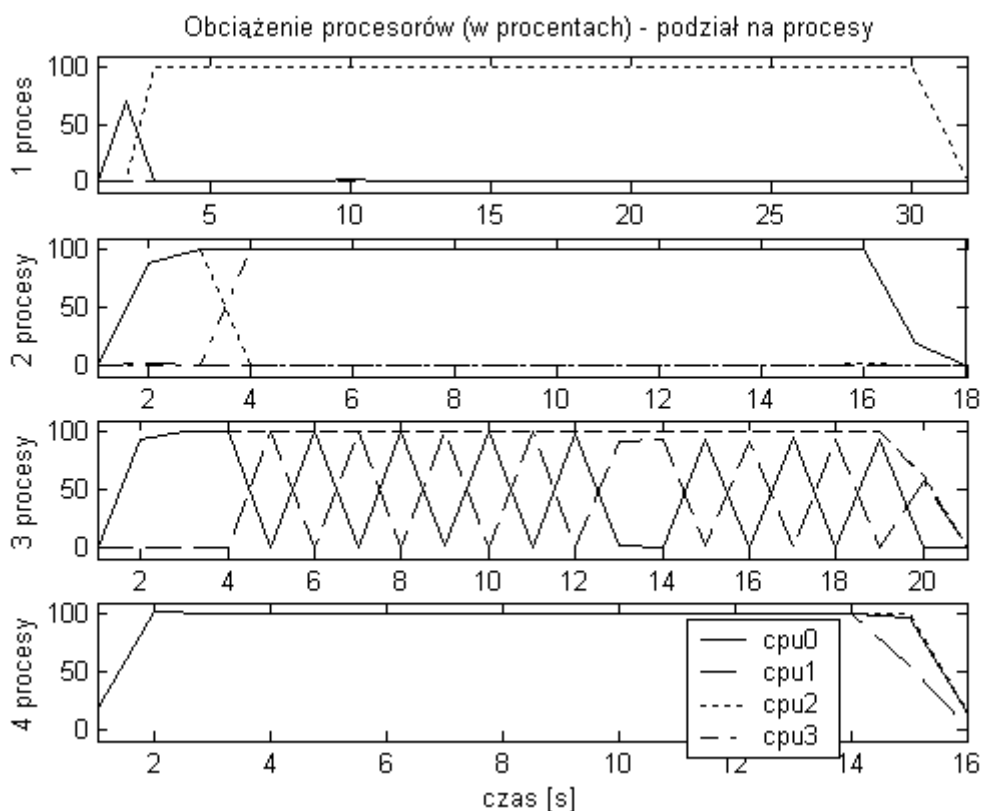 Obciążenie procesorów (w procentach) - podział na procesy
1 proces
100
50
0
5 10 15 20 25 30
2 procesy
100
50
0
2 4 6 8 10 12 14 16 18
3 procesy
100
50
0
2 4 6 8 10 12 14 16 18 20
4 procesy
100
50
0
cpu0
cpu1
cpu2
cpu3
2 4 6 8 10 12 14 16
czas [s]